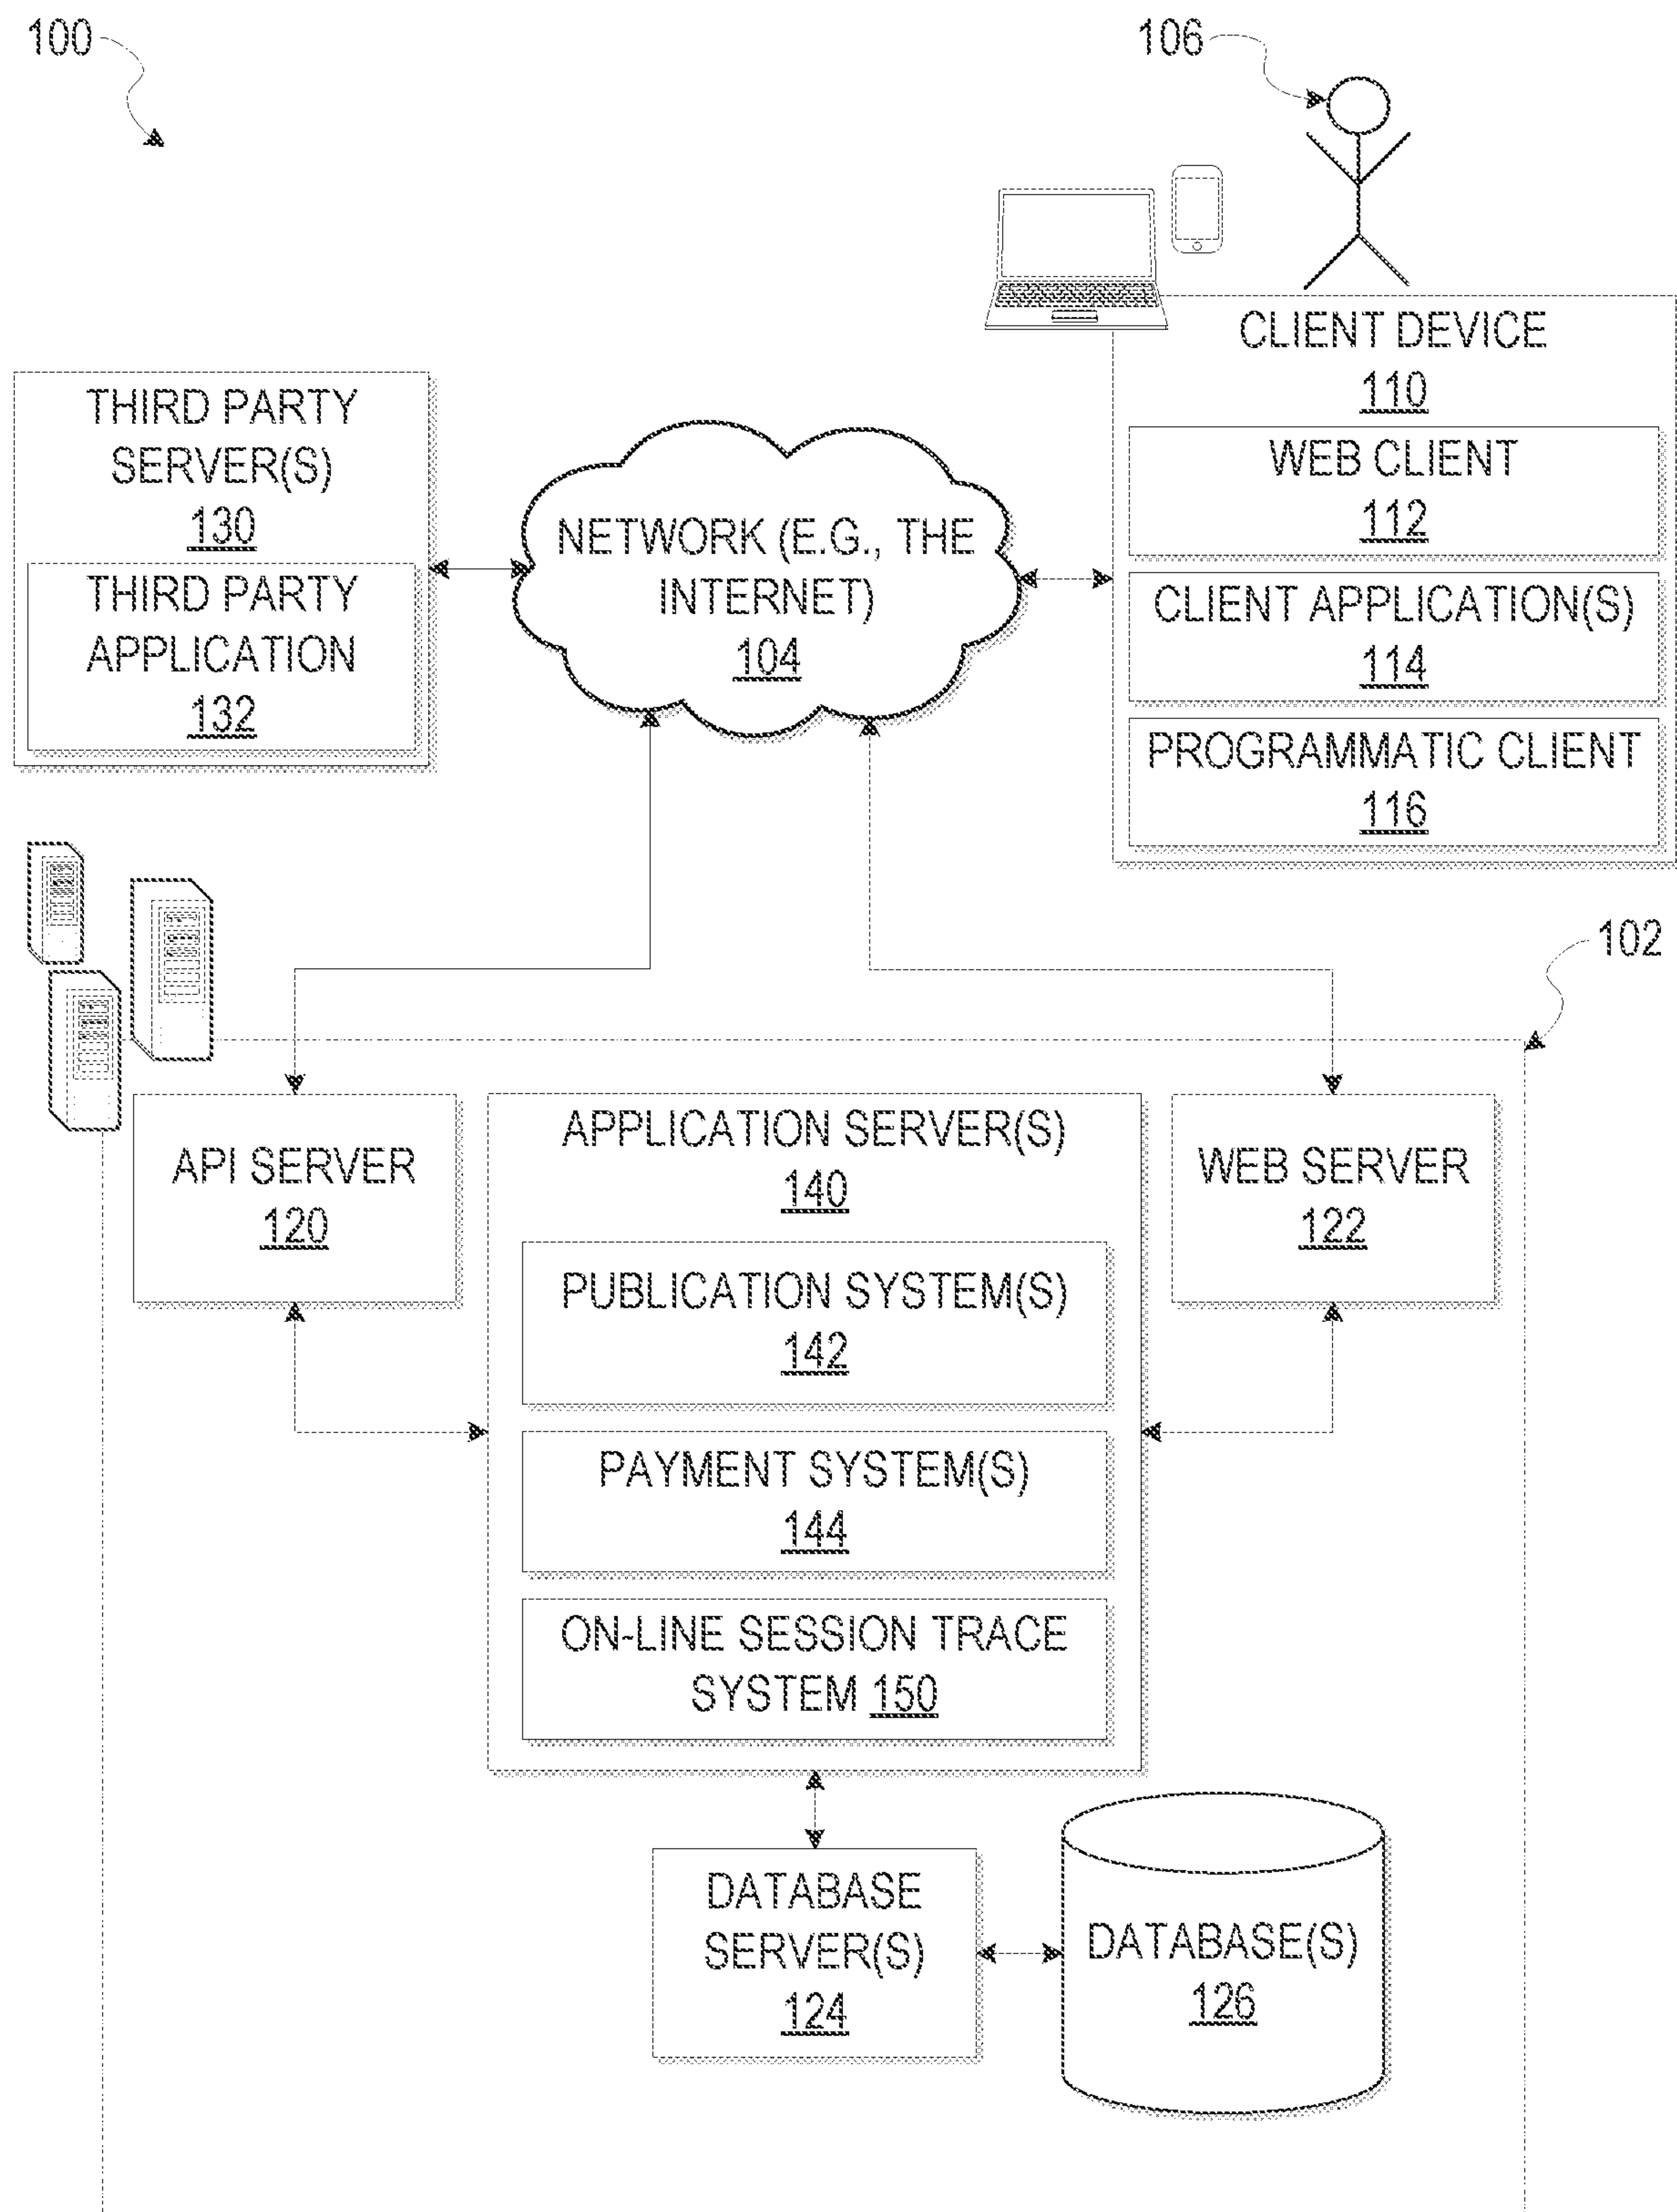 100
106
CLIENT DEVICE
110
WEB CLIENT
112
CLIENT APPLICATION(S)
114
PROGRAMMATIC CLIENT
116
THIRD PARTY
SERVER(S)
130
THIRD PARTY
APPLICATION
132
NETWORK (E.G., THE
INTERNET)
104
102
API SERVER
120
APPLICATION SERVER(S)
140
PUBLICATION SYSTEM(S)
142
PAYMENT SYSTEM(S)
144
ON-LINE SESSION TRACE
SYSTEM 150
WEB SERVER
122
DATABASE
SERVER(S)
124
DATABASE(S)
126